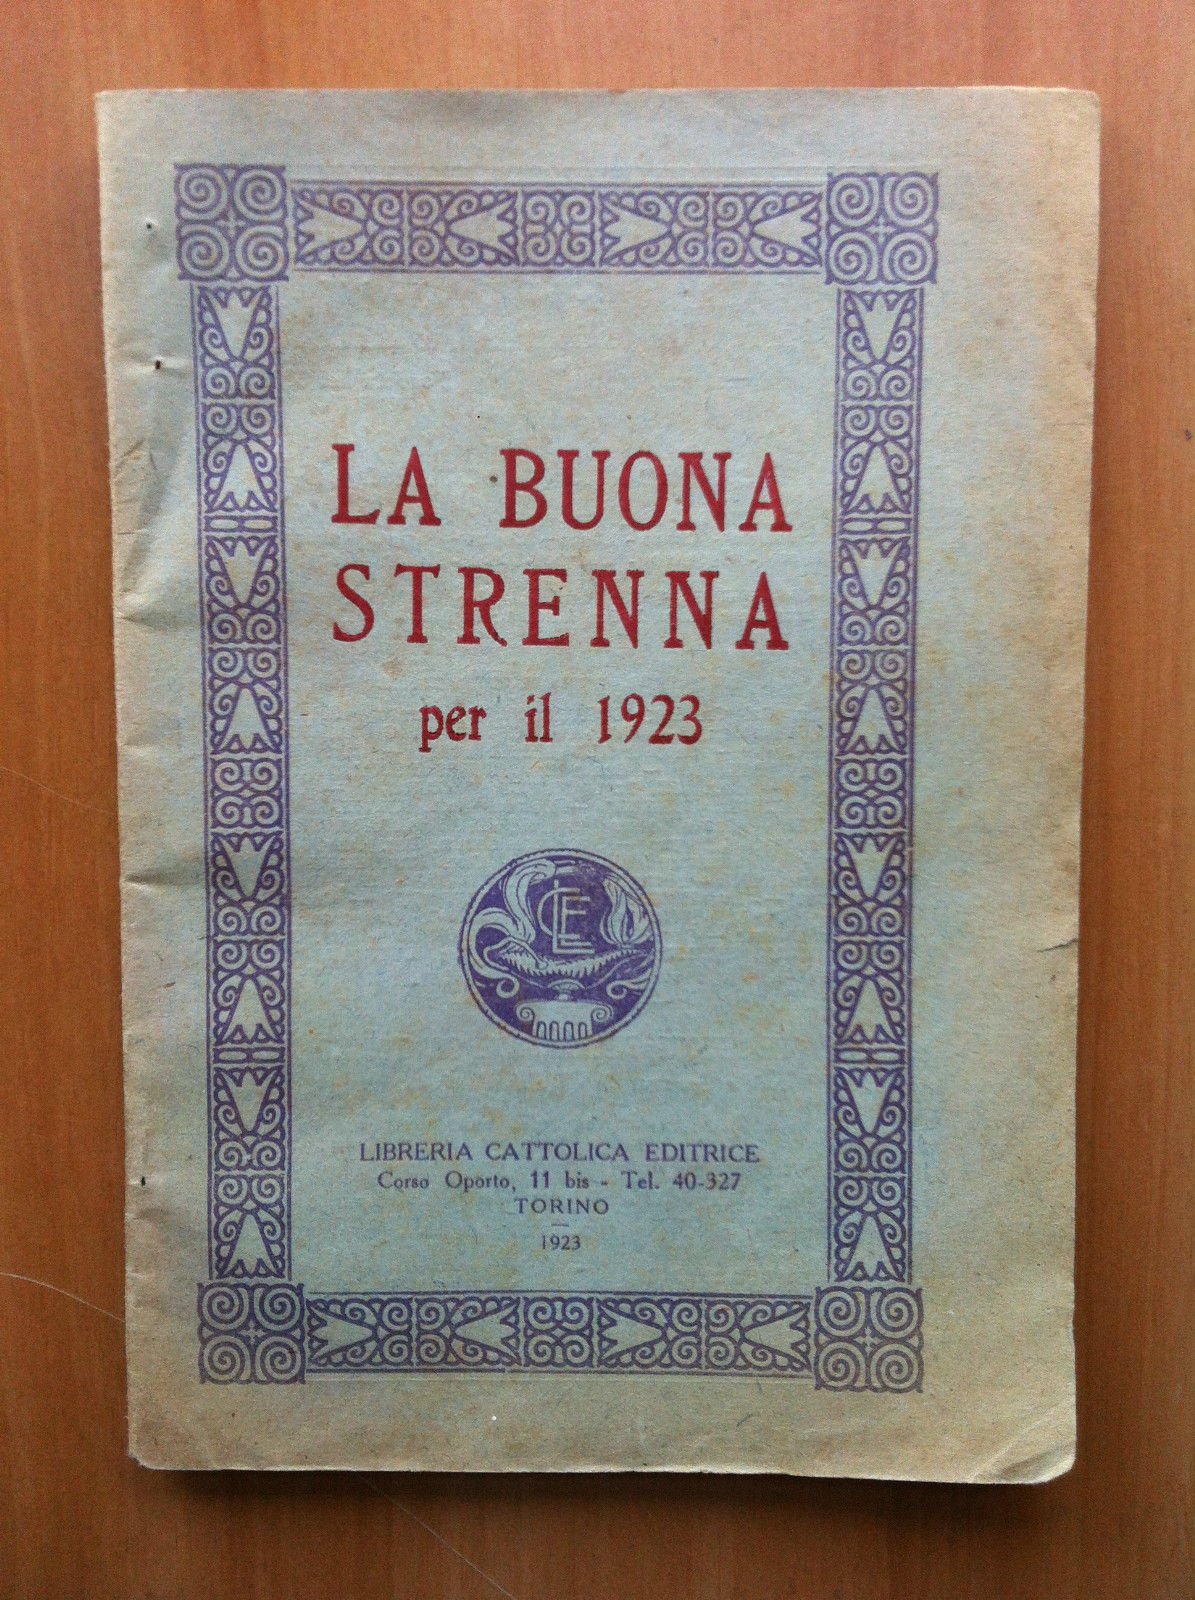 LA BUONA
STRENNA
per il 1923
LCE
LIBRERIA CATTOLICA EDITRICE
Corso Oporto, 11 bis - Tel. 40-327
TORINO
1923